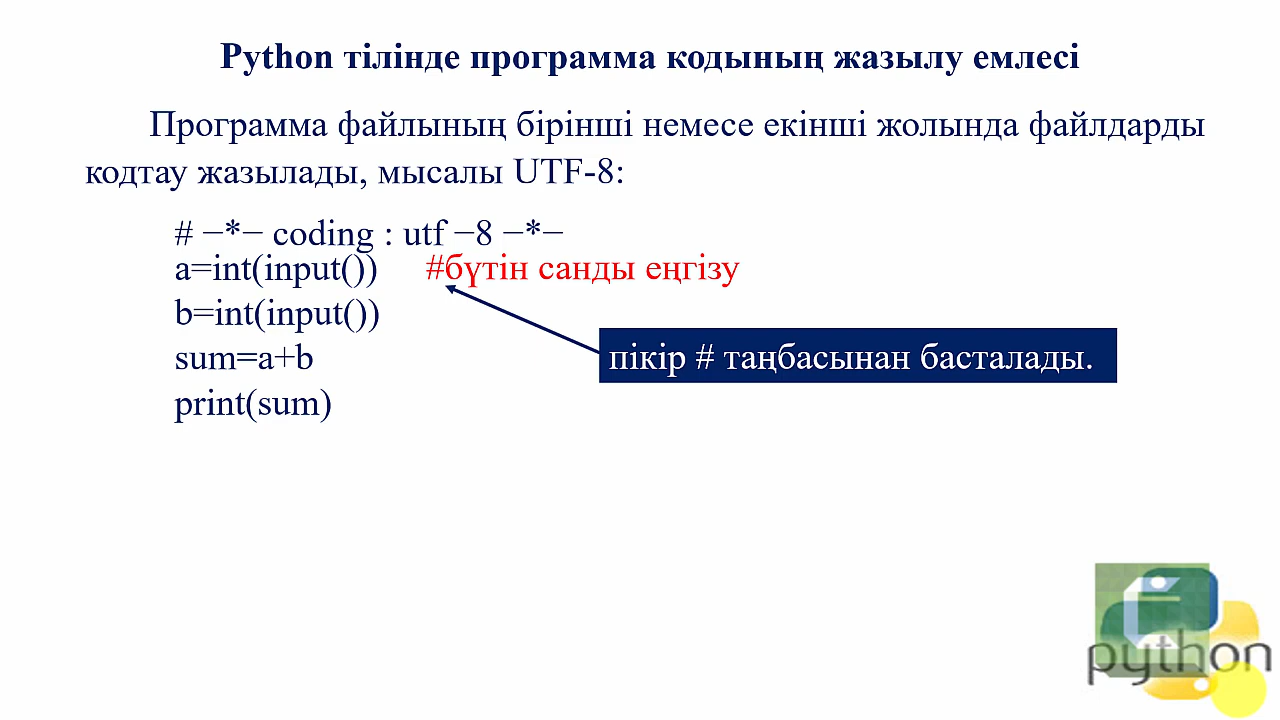 Python тілінде программа кодының жазылу емлесі
Программа файлының бірінші немесе екінші жолында файлдарды
кодтау жазылады, мысалы UTF-8:
# −*− coding : utf −8 −*−
a=int(input()) #бүтін санды еңгізу
b=int(input())
sum=a+b
пікір # таңбасынан басталады.
print(sum)
python